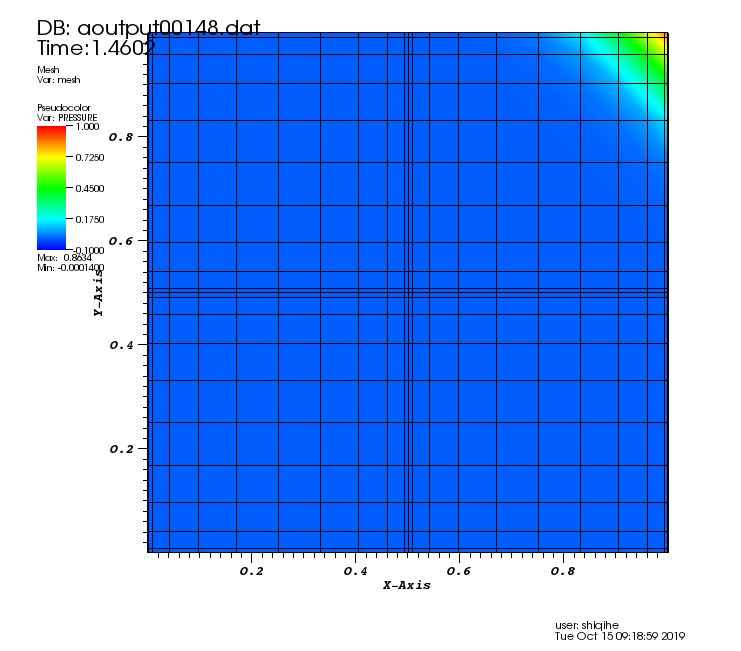 DB: aoutput00148.dat
Time:1.4602
Mesh
Var: mesh
Pseudocolor
Var: PRESSURE
1.000
0.7250
0.4500
0.1750
-0.1000
Max: 0.8634
Min: -0.0001400
0.8
0.6
0.4
0.2
Y-Axis
0.2
0.4
0.6
0.8
X-Axis
user: shiqihe
Tue Oct 15 09:18:59 2019